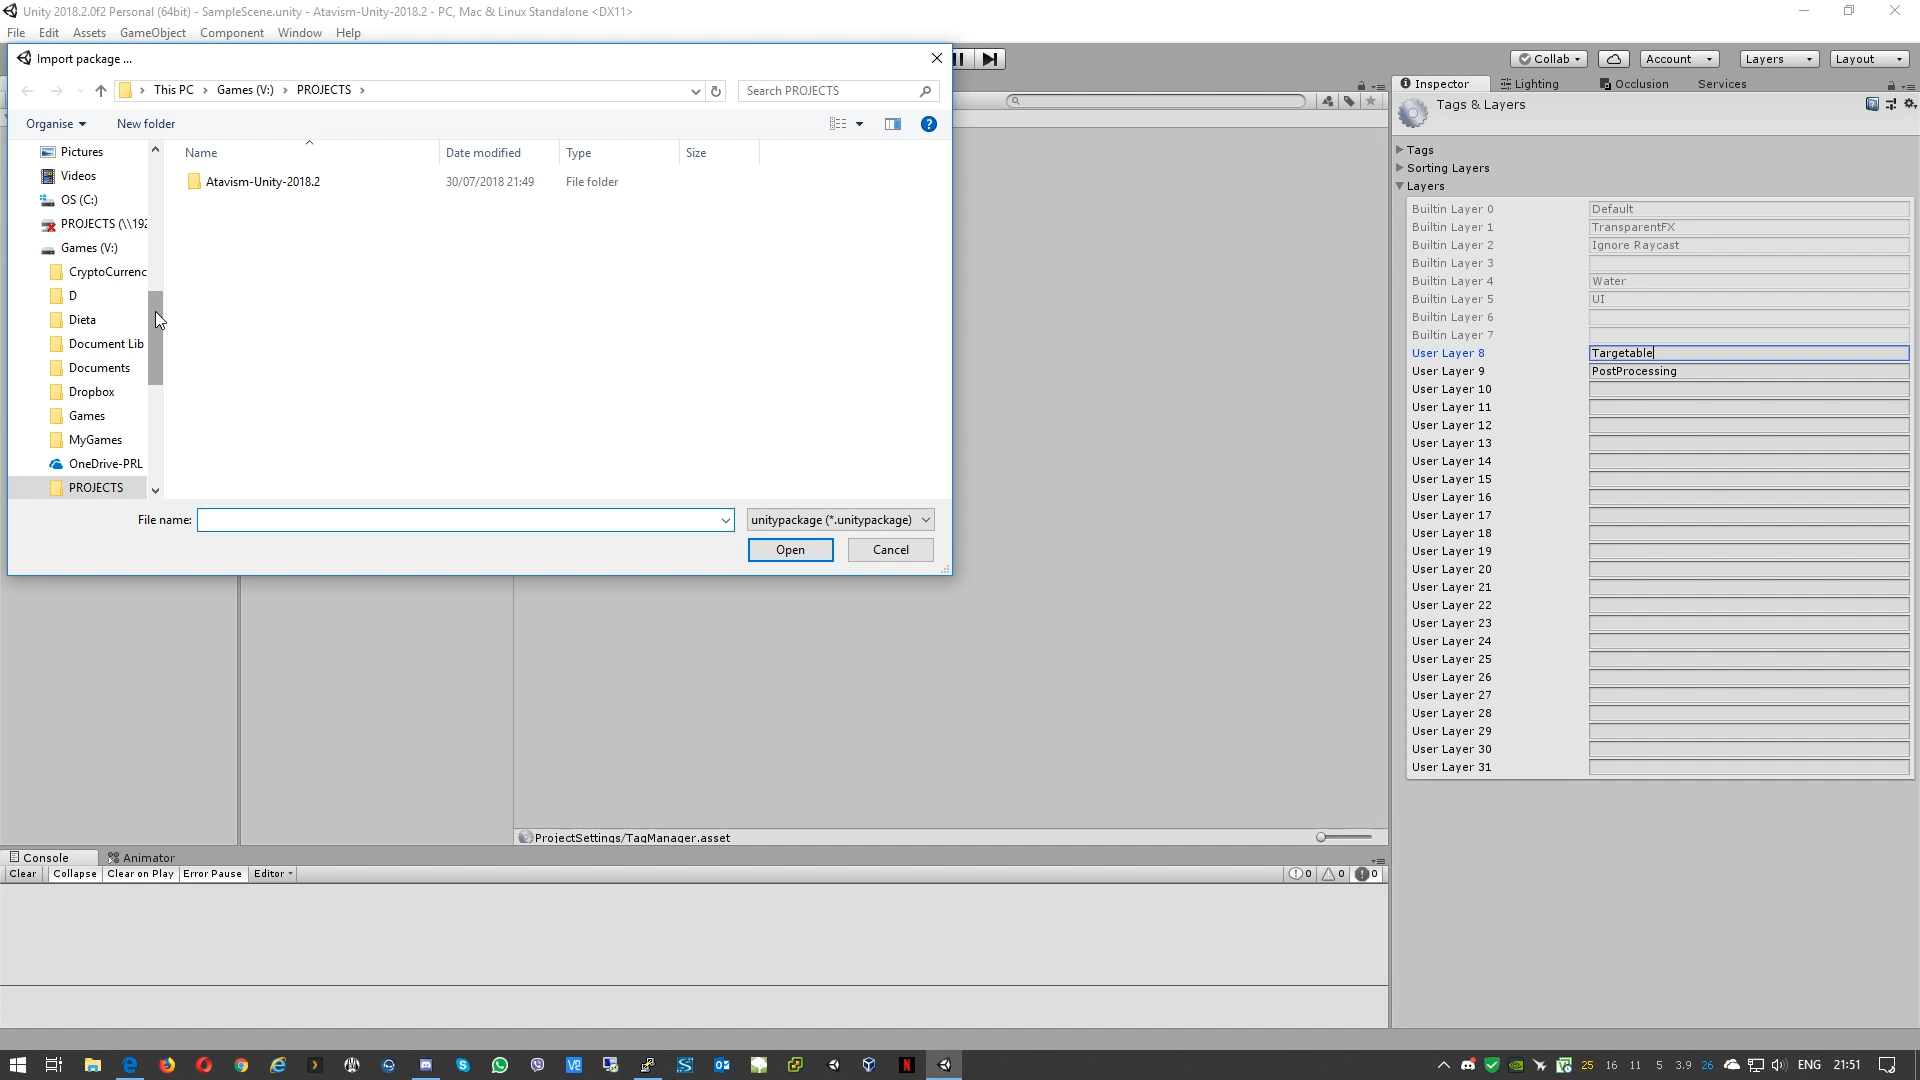 Unity 2018.2.0f2 Personal (64bit) - SampleScene.unity - Atavism-Unity-2018.2 - PC, Mac & Linux Standalone <DX11>
File Edit Assets GameObject Component Window Help
Import package ...
Collab Account Layers Layout
This PC > Games (V:) > PROJECTS >
Search PROJECTS
Organise New folder
Name Date modified Type Size
Atavism-Unity-2018.2 30/07/2018 21:49 File folder
Pictures
Videos
OS (C:)
PROJECTS (\\192
Games (V:)
CryptoCurrenc
D
Dieta
Document Lib
Documents
Dropbox
Games
MyGames
OneDrive-PRL
PROJECTS
File name:
unitypackage (*.unitypackage)
Open Cancel
Inspector Lighting Occlusion Services
Tags & Layers
Tags
Sorting Layers
Layers
Builtin Layer 0 Default
Builtin Layer 1 TransparentFX
Builtin Layer 2 Ignore Raycast
Builtin Layer 3
Builtin Layer 4 Water
Builtin Layer 5 UI
Builtin Layer 6
Builtin Layer 7
User Layer 8 Targetable
User Layer 9 PostProcessing
User Layer 10
User Layer 11
User Layer 12
User Layer 13
User Layer 14
User Layer 15
User Layer 16
User Layer 17
User Layer 18
User Layer 19
User Layer 20
User Layer 21
User Layer 22
User Layer 23
User Layer 24
User Layer 25
User Layer 26
User Layer 27
User Layer 28
User Layer 29
User Layer 30
User Layer 31
ProjectSettings/TagManager.asset
Console Animator
Clear Collapse Clear on Play Error Pause Editor
0 0 0
25 16 11 5 3.9 26 ENG 21:51